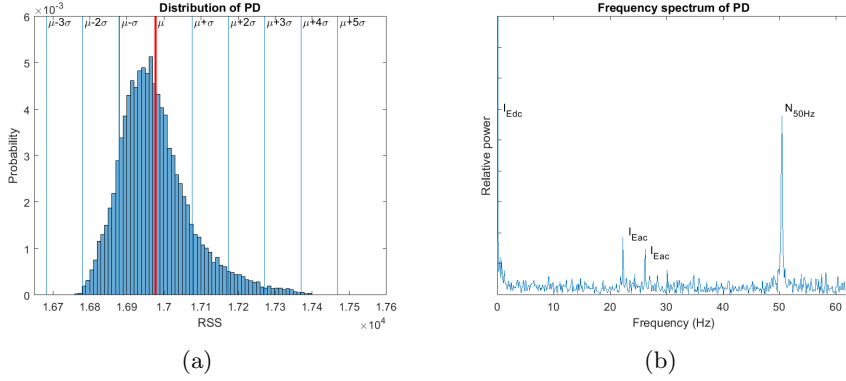 Distribution of PD
×10⁻³
μ-3σ
μ-2σ
μ-σ
μ
μ+σ
μ+2σ
μ+3σ
μ+4σ
μ+5σ
6
5
4
3
2
1
0
Probability
1.67
1.68
1.69
1.7
1.71
1.72
1.73
1.74
1.75
1.76
RSS
×10⁴
(a)
Frequency spectrum of PD
I_Edc
N_50Hz
I_Eac
I_Eac
Relative power
0
10
20
30
40
50
60
Frequency (Hz)
(b)